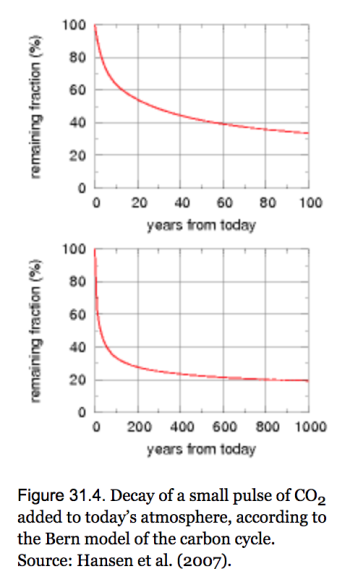 remaining fraction (%)
100
80
60
40
20
0
0 20 40 60 80 100
years from today
remaining fraction (%)
100
80
60
40
20
0
0 200 400 600 800 1000
years from today
Figure 31.4. Decay of a small pulse of CO₂
added to today’s atmosphere, according to
the Bern model of the carbon cycle.
Source: Hansen et al. (2007).